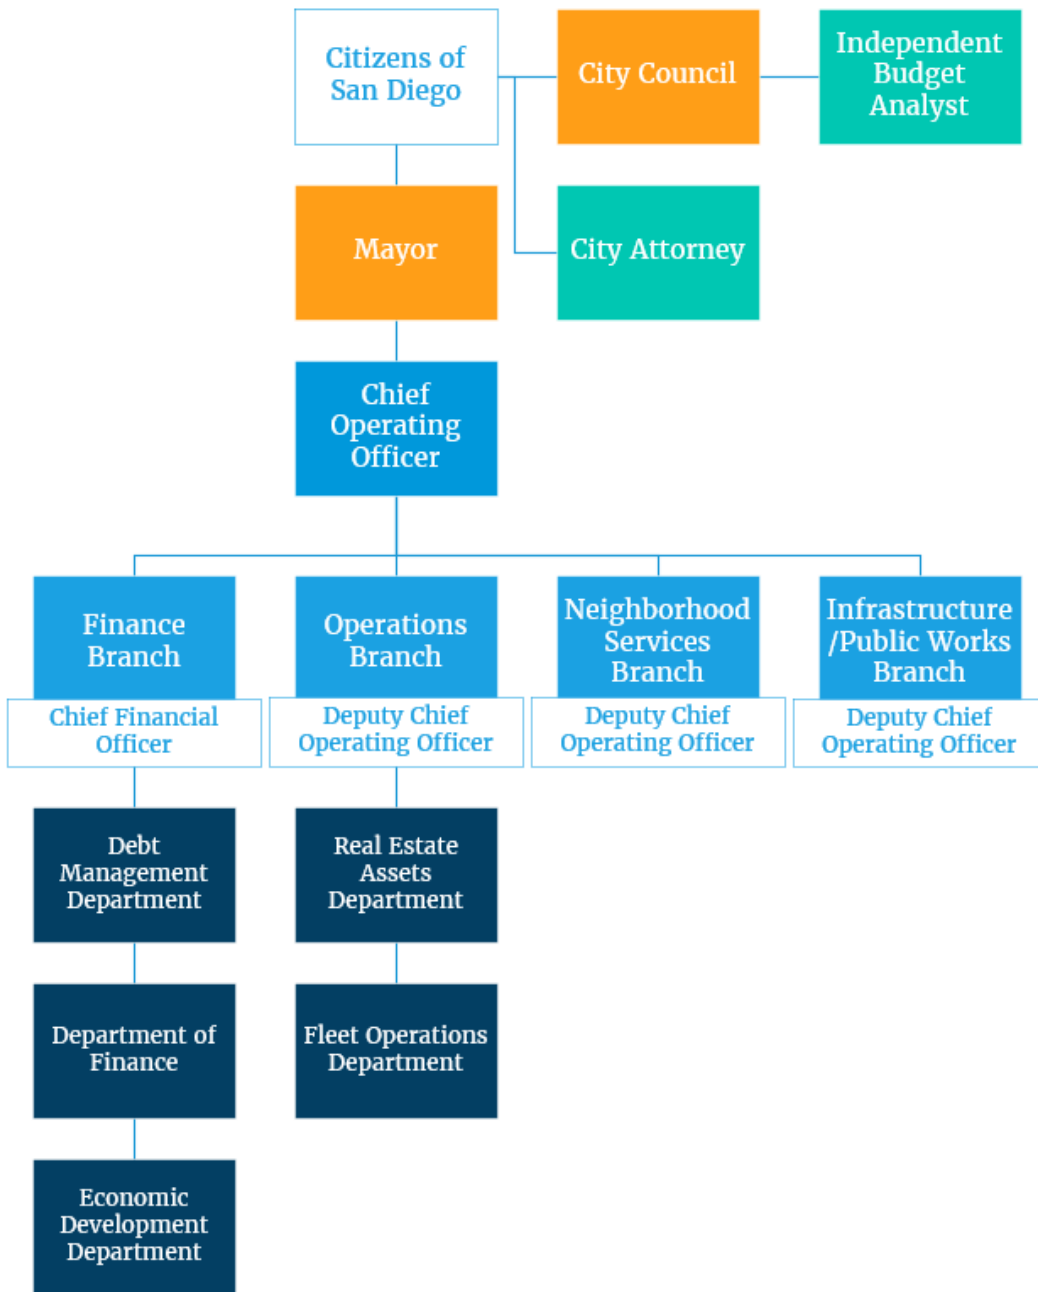 Citizens of
San Diego
City Council
Independent
Budget
Analyst
Mayor
City Attorney
Chief
Operating
Officer
Finance
Branch
Chief Financial
Officer
Operations
Branch
Deputy Chief
Operating Officer
Neighborhood
Services
Branch
Deputy Chief
Operating Officer
Infrastructure
/Public Works
Branch
Deputy Chief
Operating Officer
Debt
Management
Department
Real Estate
Assets
Department
Department of
Finance
Fleet Operations
Department
Economic
Development
Department